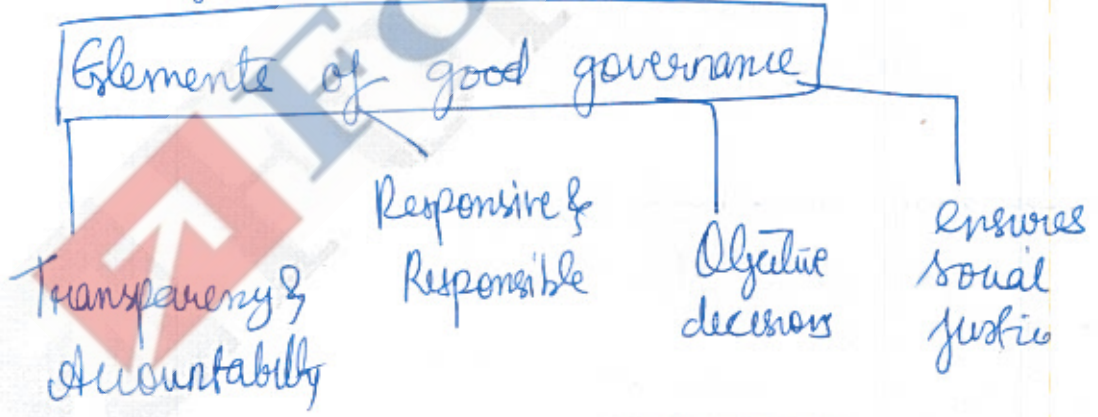 Elements of good governance
Transparency &
Accountability
Responsive &
Responsible
Objective
decisions
ensures
social
justice